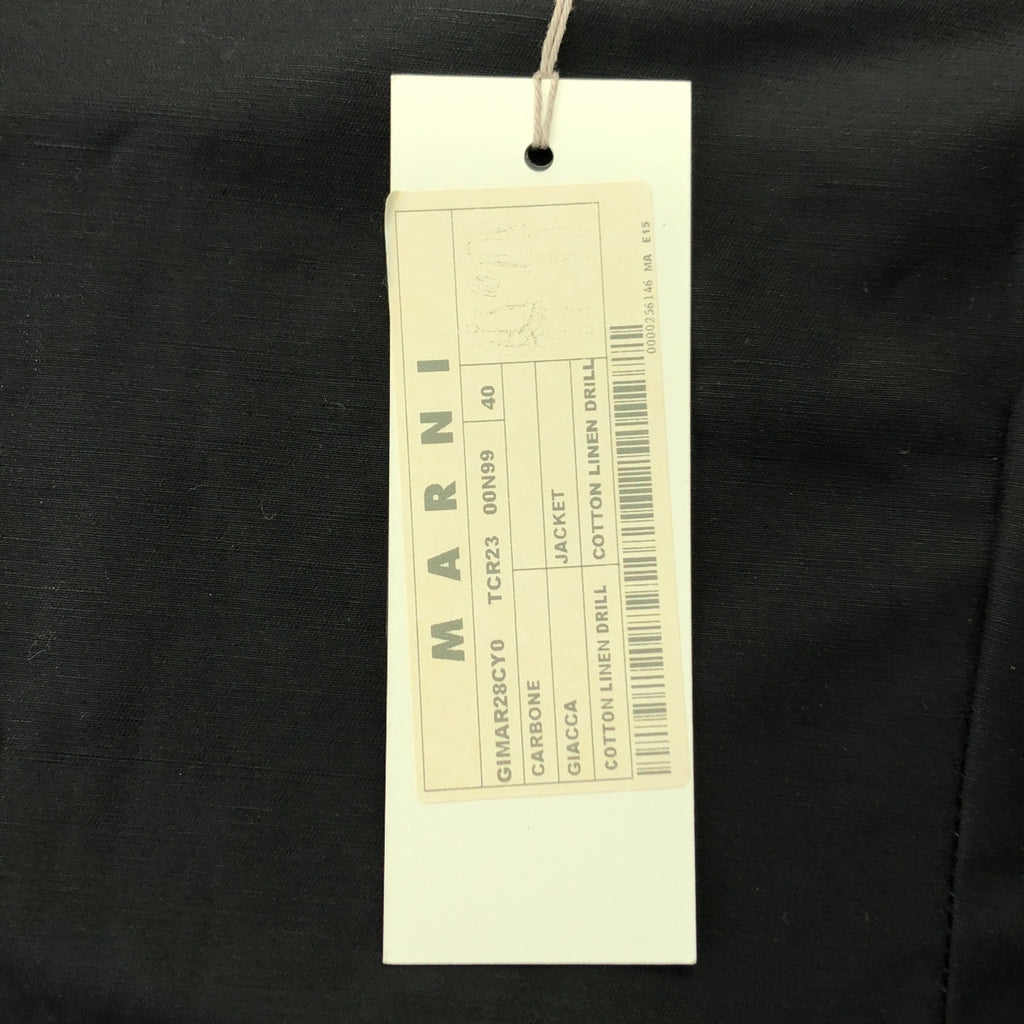 MARNI
GIMAR28CY0 TCR23 00N99 40
CARBONE
GIACCA JACKET
COTTON LINEN DRILL COTTON LINEN DRILL
0000256146 MA E15